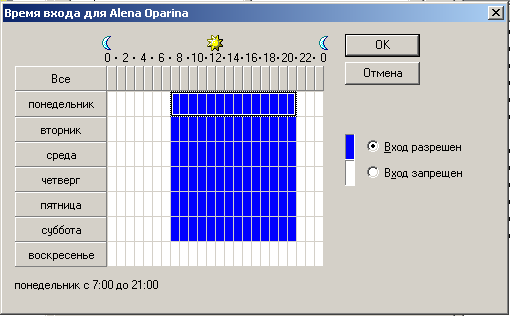 Время входа для Alena Oparina
0 · 2 · 4 · 6 · 8 · 10 · 12 · 14 · 16 · 18 · 20 · 22 · 0
OK
Отмена
Все
понедельник
вторник
среда
четверг
пятница
суббота
воскресенье
Вход разрешен
Вход запрещен
понедельник с 7:00 до 21:00